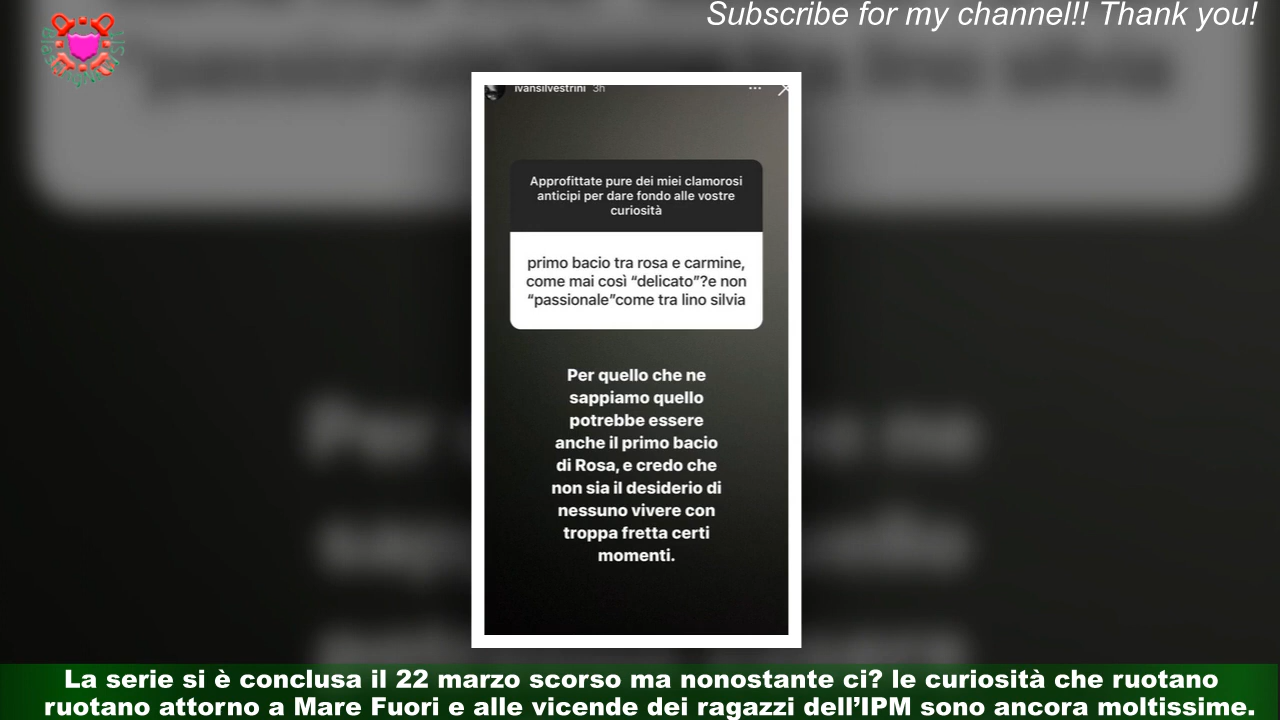 Subscribe for my channel!! Thank you!
ivansilvestrini 3h
Approfittate pure dei miei clamorosi
anticipi per dare fondo alle vostre
curiosità
primo bacio tra rosa e carmine,
come mai così “delicato”?e non
“passionale”come tra lino silvia
Per quello che ne
sappiamo quello
potrebbe essere
anche il primo bacio
di Rosa, e credo che
non sia il desiderio di
nessuno vivere con
troppa fretta certi
momenti.
La serie si è conclusa il 22 marzo scorso ma nonostante ci? le curiosità che ruotano
ruotano attorno a Mare Fuori e alle vicende dei ragazzi dell’IPM sono ancora moltissime.